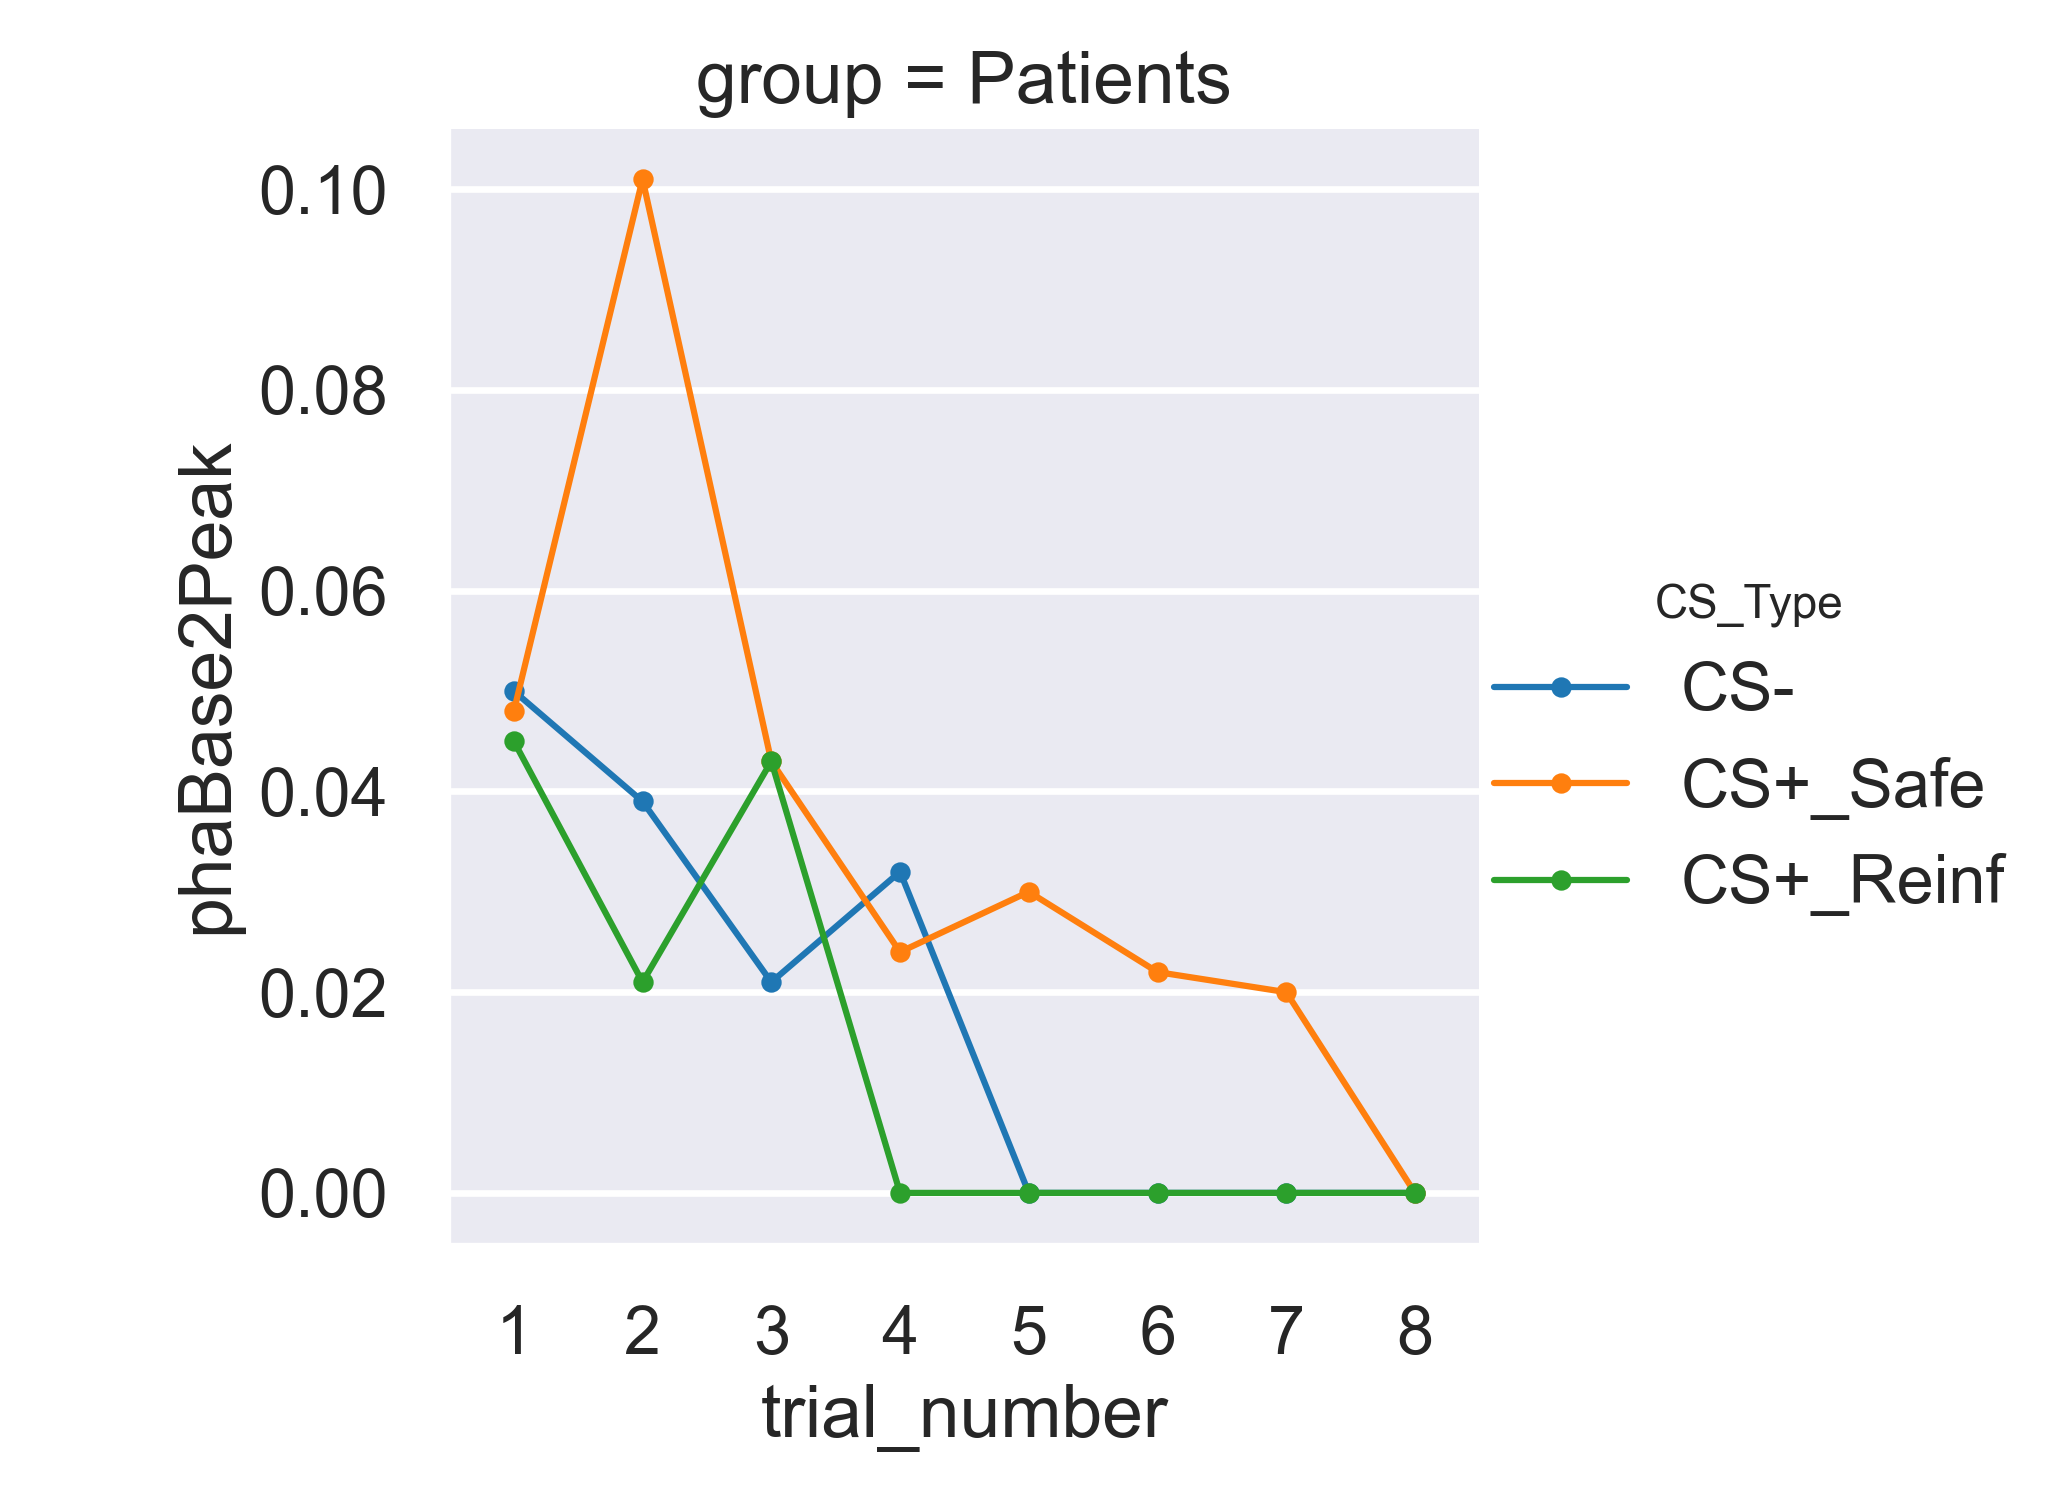 group = Patients
0.10
0.08
0.06
0.04
0.02
0.00
phaBase2Peak
1 2 3 4 5 6 7 8
trial_number
CS_Type
CS-
CS+_Safe
CS+_Reinf